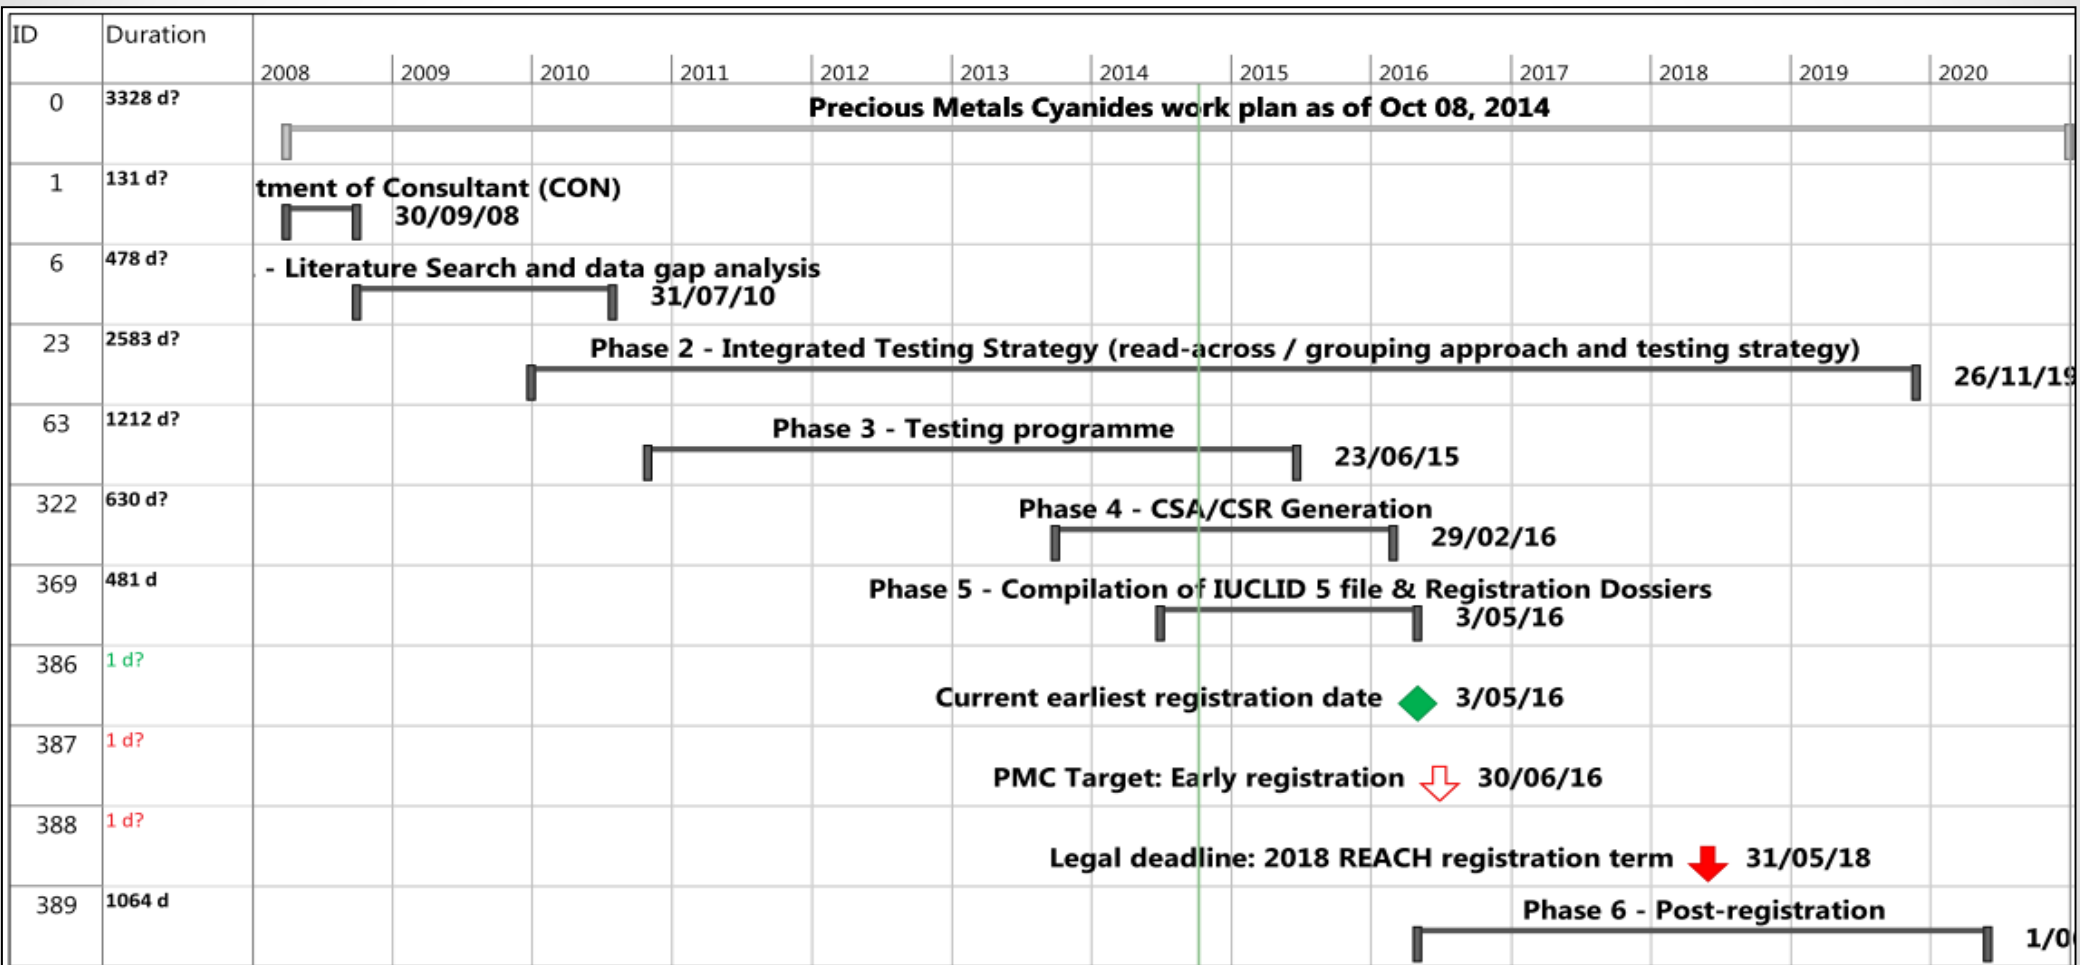 ID Duration
2008 2009 2010 2011 2012 2013 2014 2015 2016 2017 2018 2019 2020
0 3328 d? Precious Metals Cyanides work plan as of Oct 08, 2014
1 131 d? tment of Consultant (CON)
30/09/08
6 478 d? - Literature Search and data gap analysis
31/07/10
23 2583 d? Phase 2 - Integrated Testing Strategy (read-across / grouping approach and testing strategy)
26/11/19
63 1212 d? Phase 3 - Testing programme
23/06/15
322 630 d? Phase 4 - CSA/CSR Generation
29/02/16
369 481 d Phase 5 - Compilation of IUCLID 5 file & Registration Dossiers
3/05/16
386 1 d?
Current earliest registration date 3/05/16
387 1 d?
PMC Target: Early registration 30/06/16
388 1 d?
Legal deadline: 2018 REACH registration term 31/05/18
389 1064 d Phase 6 - Post-registration